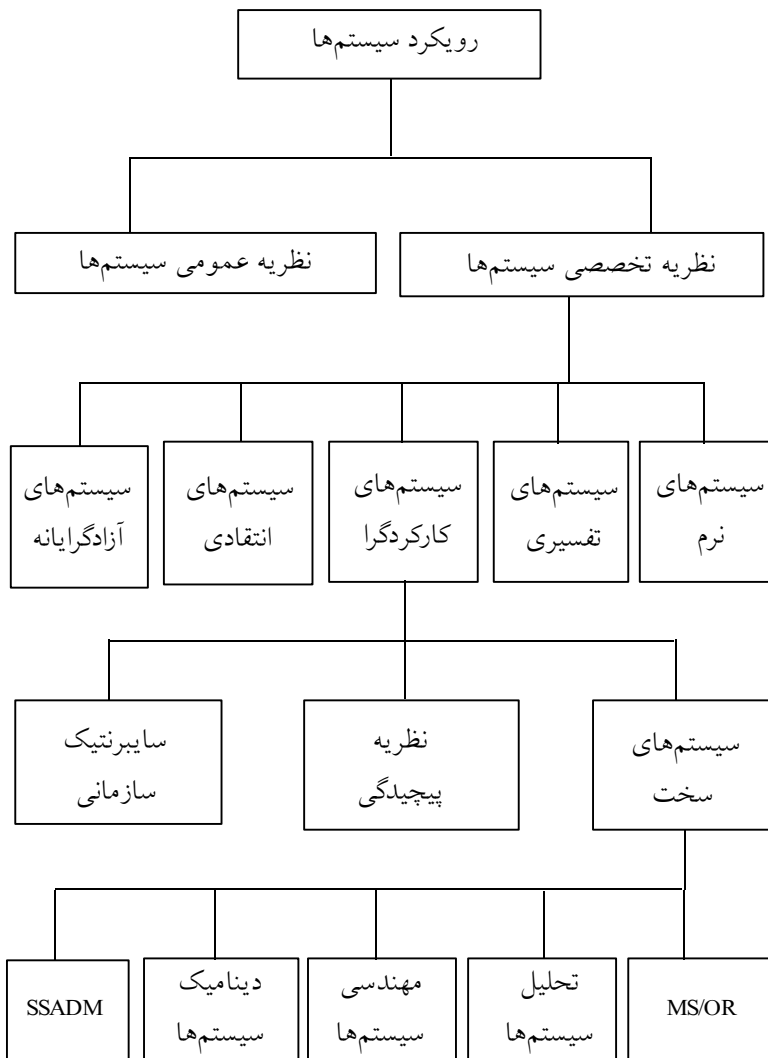 رویکرد سیستم‌ها
نظریه تخصصی سیستم‌ها
نظریه عمومی سیستم‌ها
سیستم‌های
نرم
سیستم‌های
تفسیری
سیستم‌های
کارکردگرا
سیستم‌های
انتقادی
سیستم‌های
آزادگرایانه
سیستم‌های
سخت
نظریه
پیچیدگی
سایبرنتیک
سازمانی
MS/OR
تحلیل
سیستم‌ها
مهندسی
سیستم‌ها
دینامیک
سیستم‌ها
SSADM